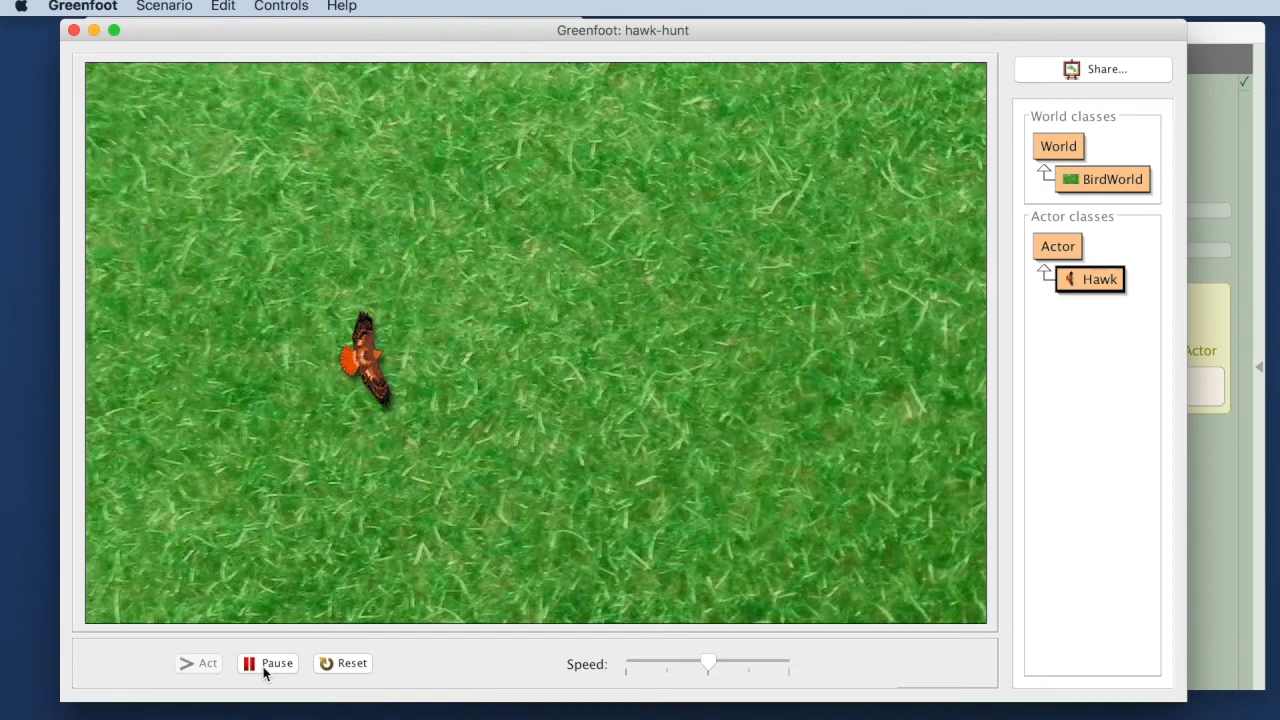 Greenfoot Scenario Edit Controls Help
Greenfoot: hawk-hunt
Share...
World classes
World
BirdWorld
Actor classes
Actor
Hawk
Actor
Act Pause Reset Speed: